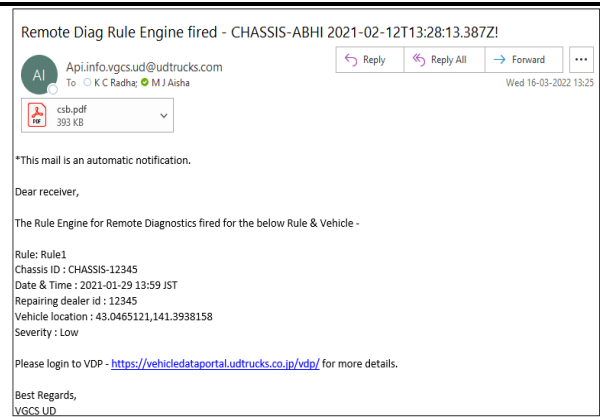 Remote Diag Rule Engine fired - CHASSIS-ABHI 2021-02-12T13:28:13.387Z!
AI
Api.info.vgcs.ud@udtrucks.com
To K C Radha; M J Aisha
Reply
Reply All
Forward
...
Wed 16-03-2022 13:25
PDF
csb.pdf
393 KB
*This mail is an automatic notification.
Dear receiver,
The Rule Engine for Remote Diagnostics fired for the below Rule & Vehicle -
Rule: Rule1
Chassis ID : CHASSIS-12345
Date & Time : 2021-01-29 13:59 JST
Repairing dealer id : 12345
Vehicle location : 43.0465121,141.3938158
Severity : Low
Please login to VDP - https://vehicledataportal.udtrucks.co.jp/vdp/ for more details.
Best Regards,
VGCS UD